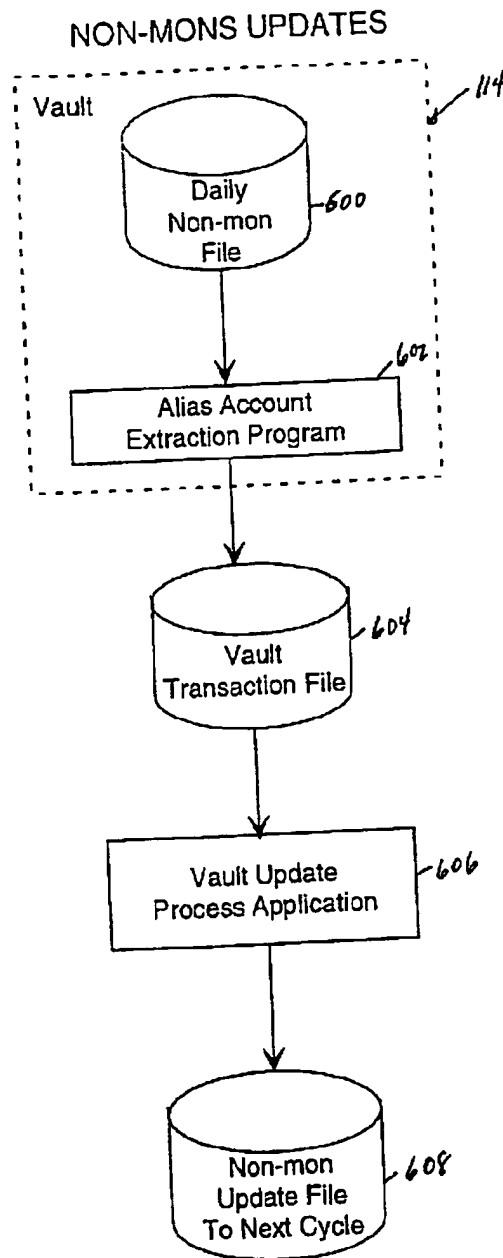 NON-MONS UPDATES
Vault
114
Daily
Non-mon
File
600
602
Alias Account
Extraction Program
Vault
Transaction File
604
Vault Update
Process Application
606
Non-mon
Update File
To Next Cycle
608